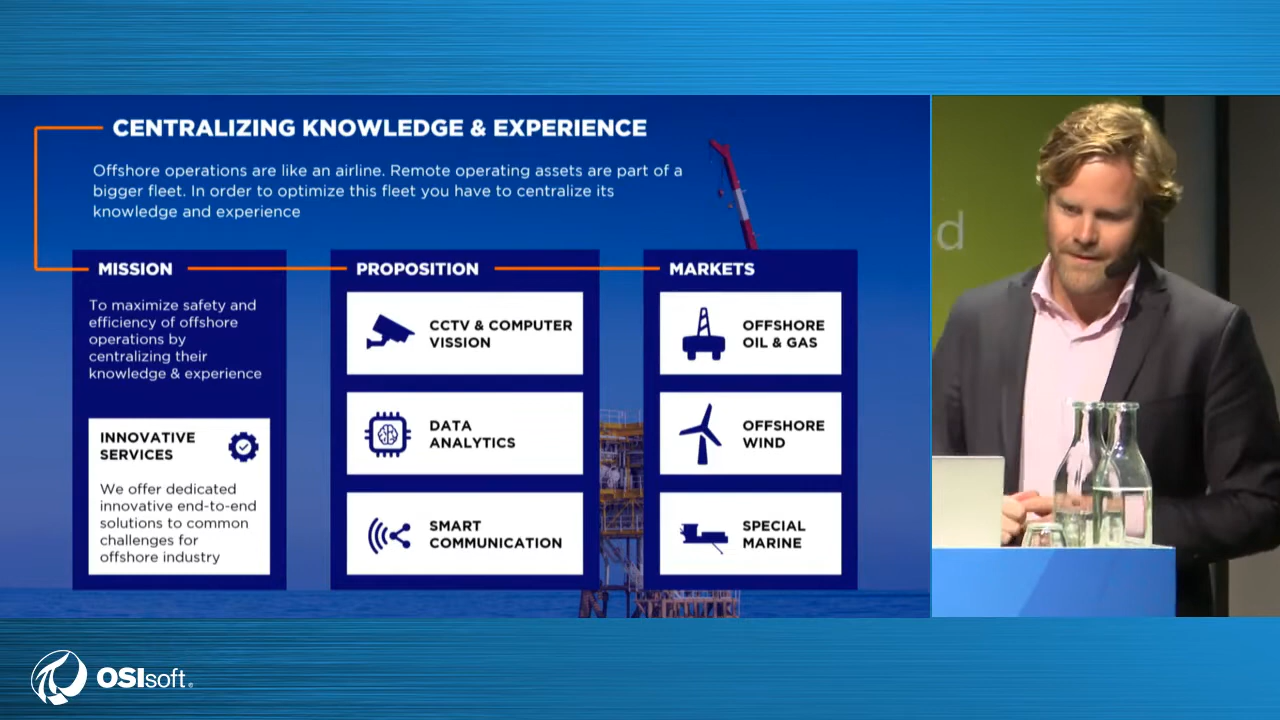 CENTRALIZING KNOWLEDGE & EXPERIENCE
Offshore operations are like an airline. Remote operating assets are part of a
bigger fleet. In order to optimize this fleet you have to centralize its
knowledge and experience
MISSION
To maximize safety and
efficiency of offshore
operations by
centralizing their
knowledge & experience
INNOVATIVE
SERVICES
We offer dedicated
innovative end-to-end
solutions to common
challenges for
offshore industry
PROPOSITION
CCTV & COMPUTER
VISSION
DATA
ANALYTICS
SMART
COMMUNICATION
MARKETS
OFFSHORE
OIL & GAS
OFFSHORE
WIND
SPECIAL
MARINE
d
OSIsoft.